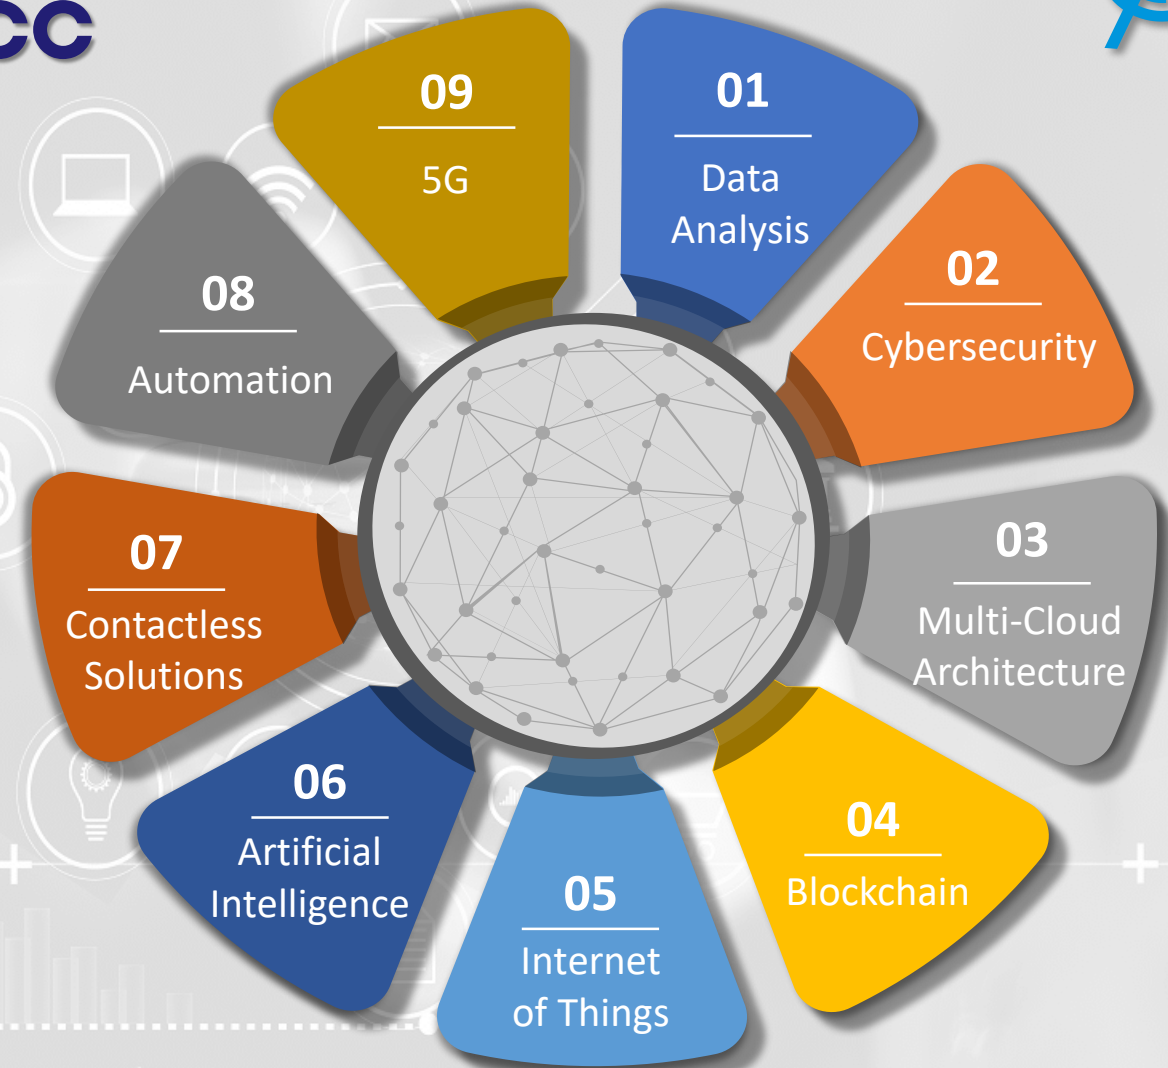 CC
09
5G
01
Data
Analysis
02
Cybersecurity
03
Multi-Cloud
Architecture
04
Blockchain
05
Internet
of Things
06
Artificial
Intelligence
07
Contactless
Solutions
08
Automation